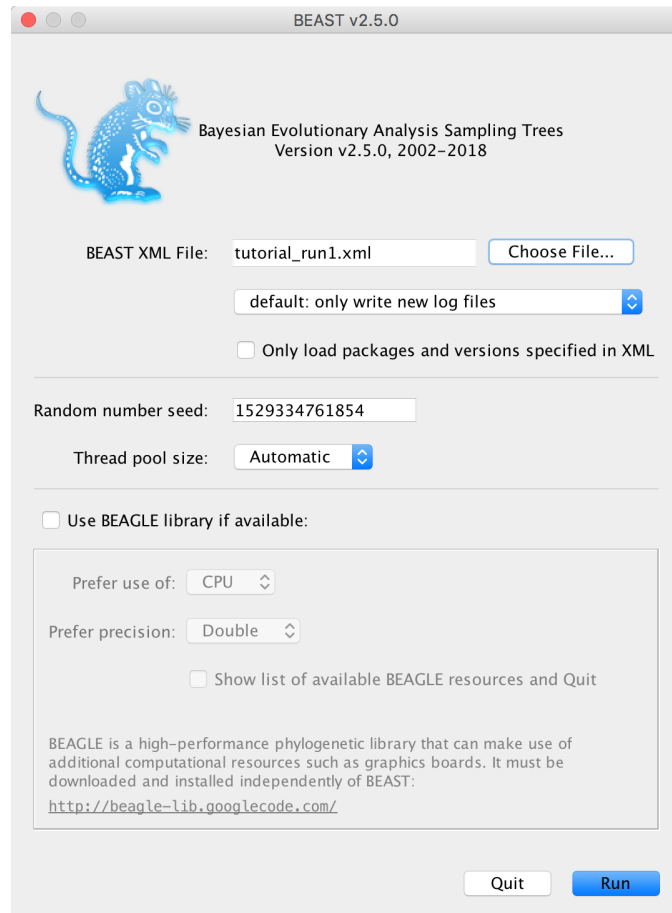 BEAST v2.5.0
Bayesian Evolutionary Analysis Sampling Trees
Version v2.5.0, 2002–2018
BEAST XML File: tutorial_run1.xml Choose File...
default: only write new log files
Only load packages and versions specified in XML
Random number seed: 1529334761854
Thread pool size: Automatic
Use BEAGLE library if available:
Prefer use of: CPU
Prefer precision: Double
Show list of available BEAGLE resources and Quit
BEAGLE is a high–performance phylogenetic library that can make use of
additional computational resources such as graphics boards. It must be
downloaded and installed independently of BEAST:
http://beagle-lib.googlecode.com/
Quit Run